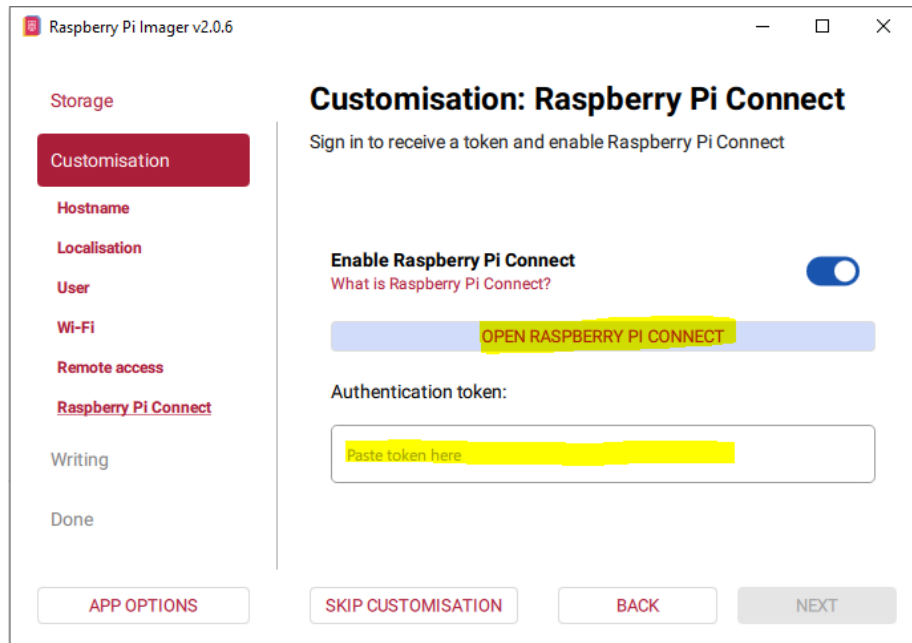 Raspberry Pi Imager v2.0.6
Storage
Customisation
Hostname
Localisation
User
Wi-Fi
Remote access
Raspberry Pi Connect
Writing
Done
APP OPTIONS
Customisation: Raspberry Pi Connect
Sign in to receive a token and enable Raspberry Pi Connect
Enable Raspberry Pi Connect
What is Raspberry Pi Connect?
OPEN RASPBERRY PI CONNECT
Authentication token:
Paste token here
SKIP CUSTOMISATION
BACK
NEXT